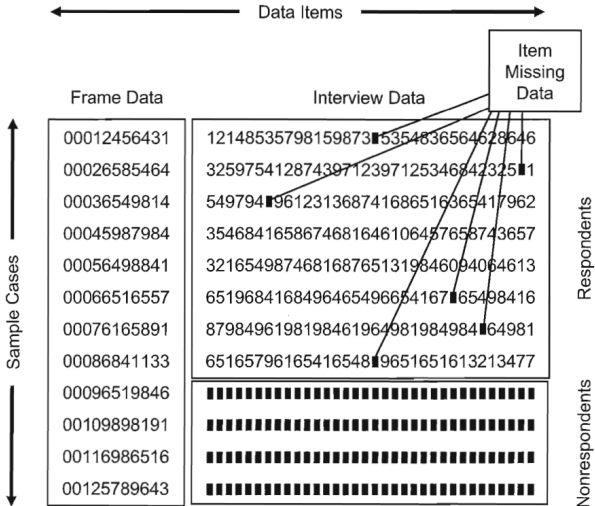 Data Items
Item
Missing
Data
Frame Data
Interview Data
00012456431 12148535798159873▮5354836564628646
00026585464 32597541287439712397125346842325▮1
00036549814 549794▮961231368741686516365417962
00045987984 3546841658674681646106457658743657
00056498841 3216549874681687651319846094064613
00066516557 6519684168496465496654167▮65498416
00076165891 8798496198198461964981984984▮64981
00086841133 65165796165416548▮9651651613213477
00096519846
00109898191
00116986516
00125789643
Sample Cases
Respondents
Nonrespondents